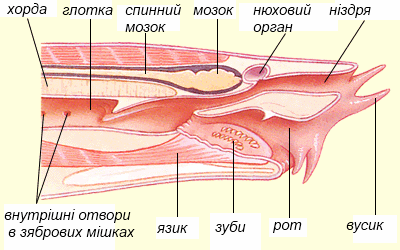 хорда
глотка
спинний
мозок
мозок
нюховий
орган
ніздря
внутрішні отвори
в зябрових мішках
язик
зуби
рот
вусик